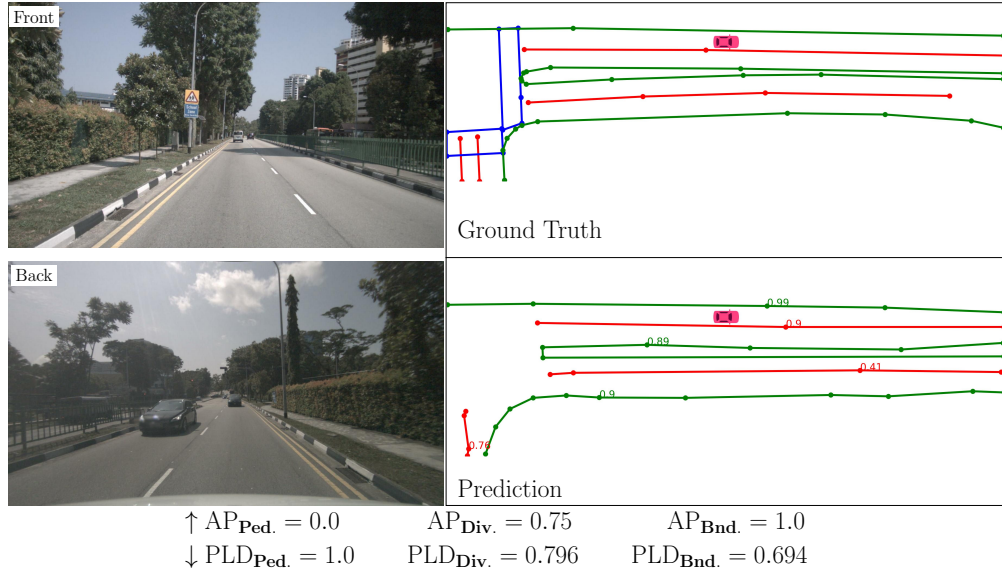 Front
Ground Truth
Back
0.99
0.9
0.89
0.41
0.9
0.76
Prediction
↑ AP_Ped. = 0.0 AP_Div. = 0.75 AP_Bnd. = 1.0
↓ PLD_Ped. = 1.0 PLD_Div. = 0.796 PLD_Bnd. = 0.694